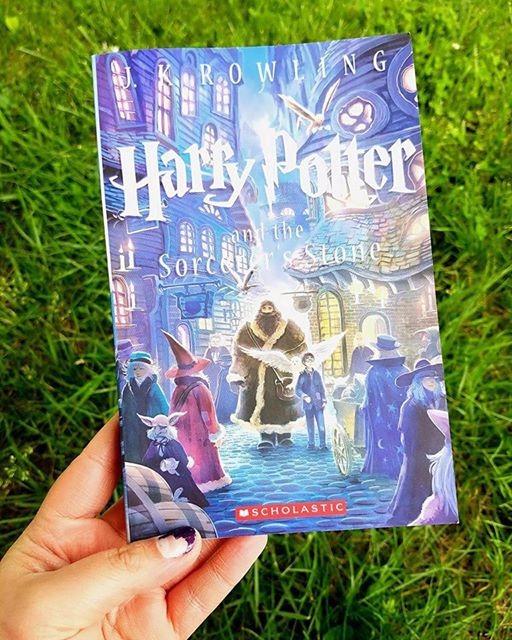 J. K. ROWLING
Harry Potter
and the
Sorcerer's Stone
SCHOLASTIC